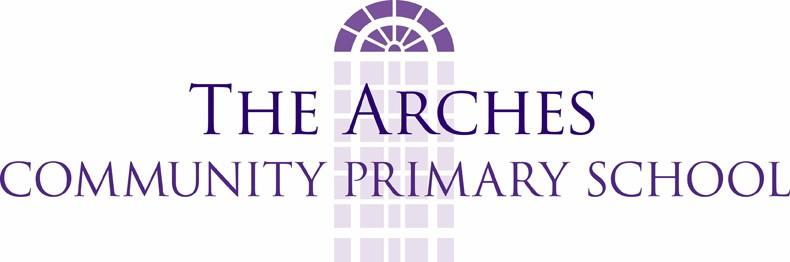 THE ARCHES
COMMUNITY PRIMARY SCHOOL